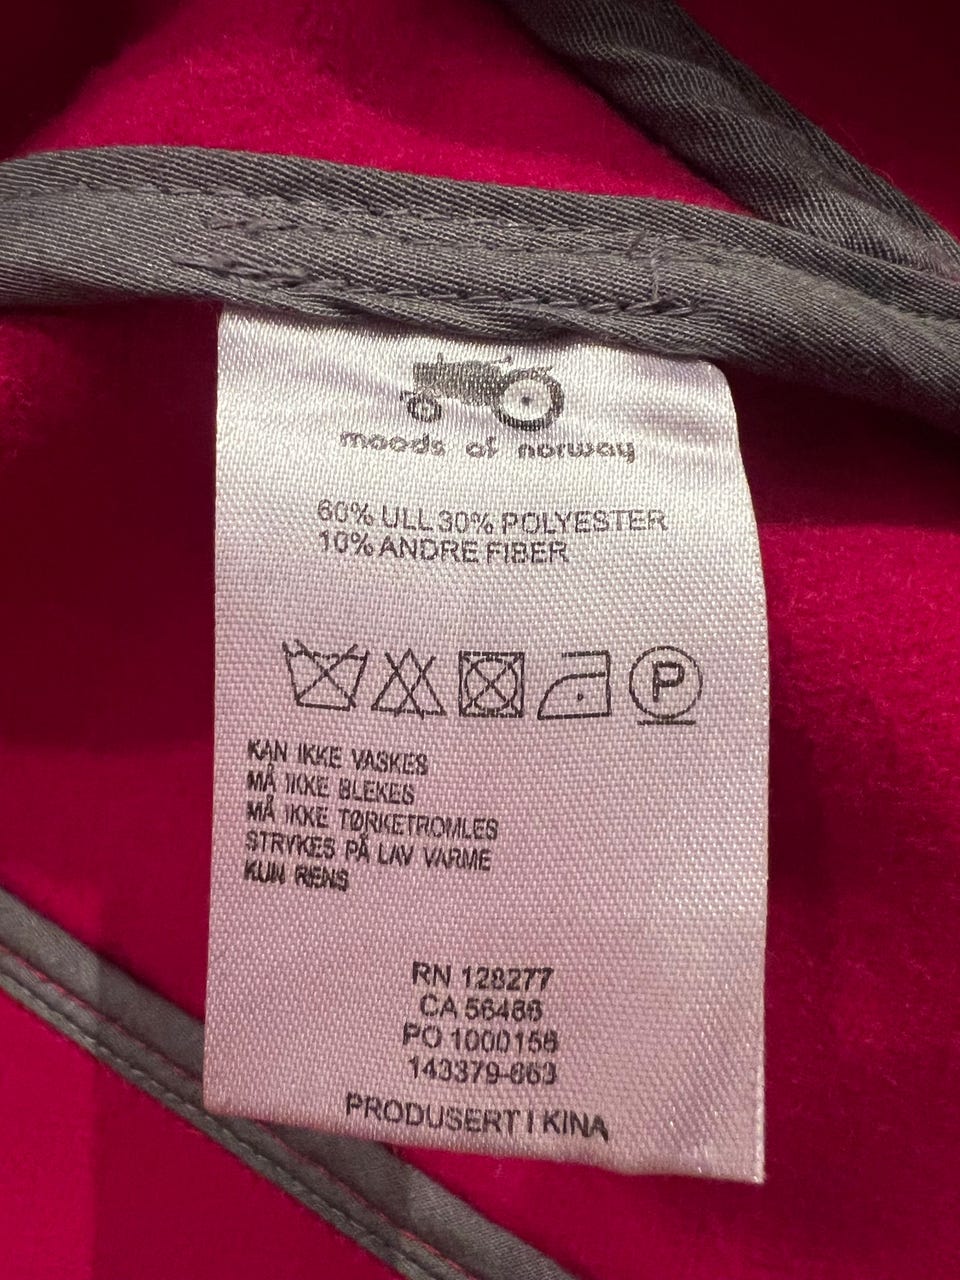 moods of norway
60% ULL 30% POLYESTER
10% ANDRE FIBER
P
KAN IKKE VASKES
MÅ IKKE BLEKES
MÅ IKKE TØRKETROMLES
STRYKES PÅ LAV VARME
KUN RENS
RN 128277
CA 56486
PO 1000156
143379-663
PRODUSERT I KINA